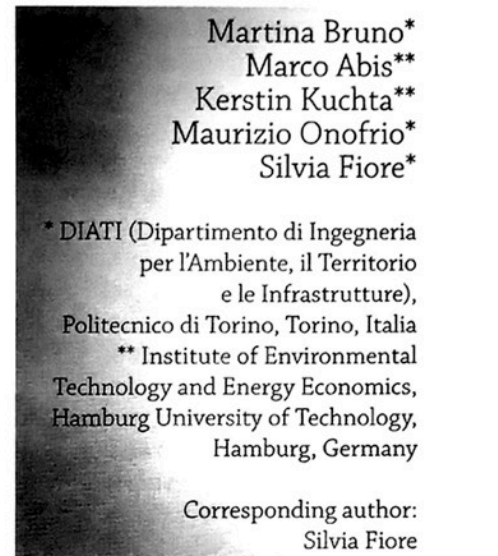 Martina Bruno*
Marco Abis**
Kerstin Kuchta**
Maurizio Onofrio*
Silvia Fiore*
* DIATI (Dipartimento di Ingegneria
per l'Ambiente, il Territorio
e le Infrastrutture),
Politecnico di Torino, Torino, Italia
** Institute of Environmental
Technology and Energy Economics,
Hamburg University of Technology,
Hamburg, Germany
Corresponding author:
Silvia Fiore